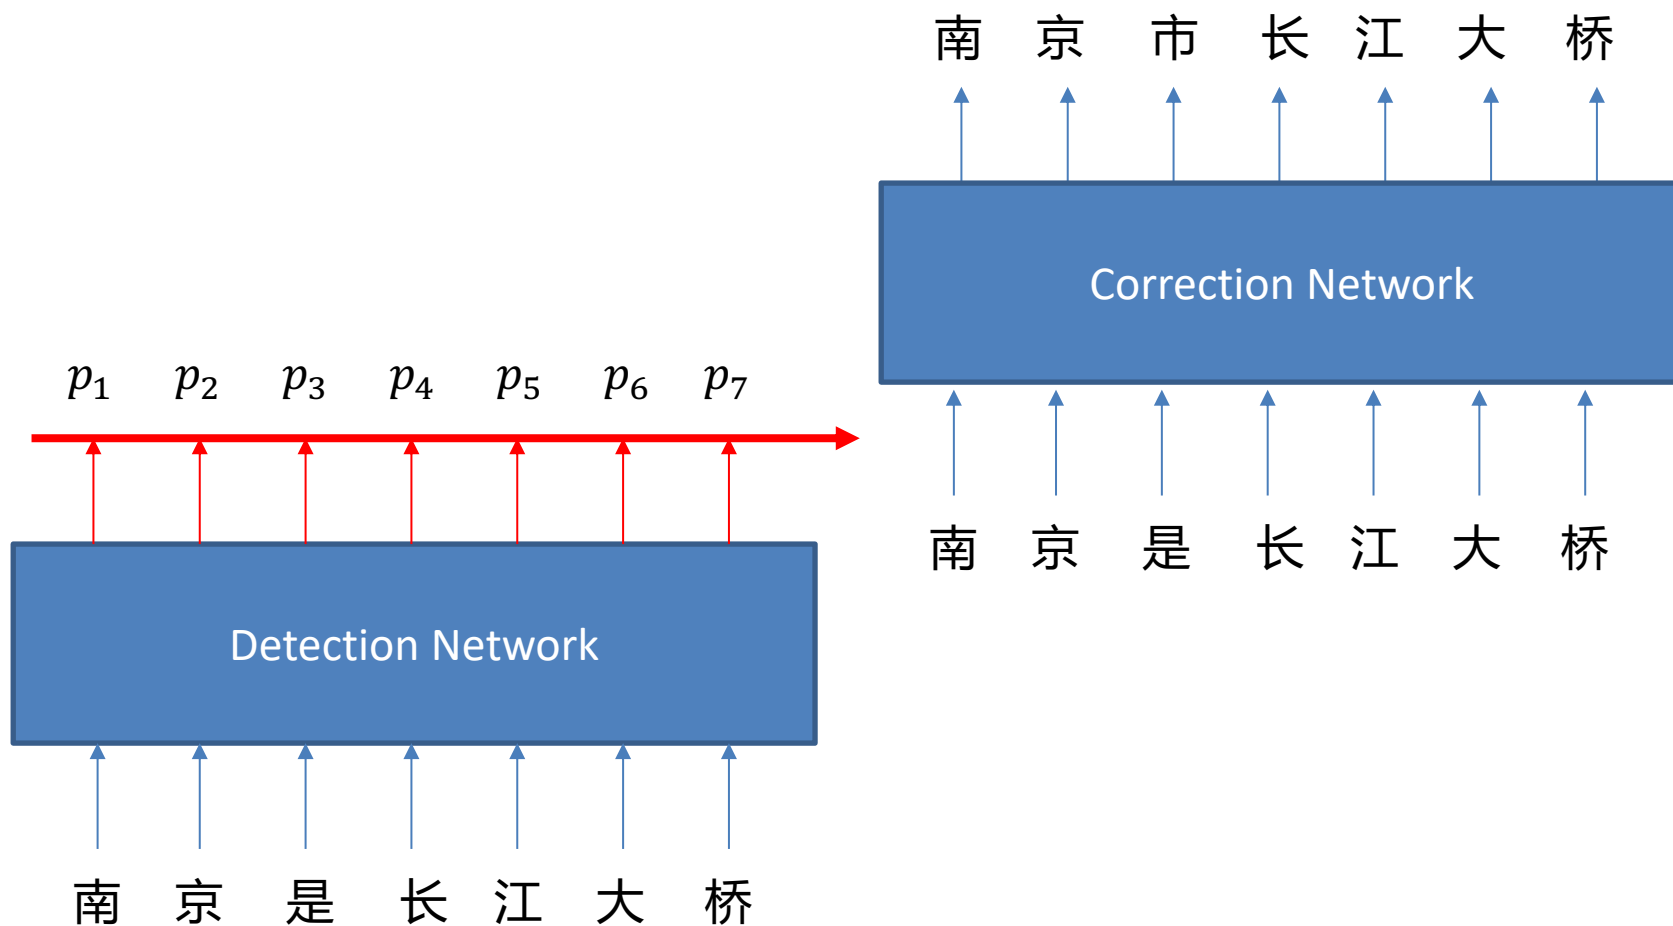 南 京 市 长 江 大 桥
Correction Network
p₁ p₂ p₃ p₄ p₅ p₆ p₇
南 京 是 长 江 大 桥
Detection Network
南 京 是 长 江 大 桥